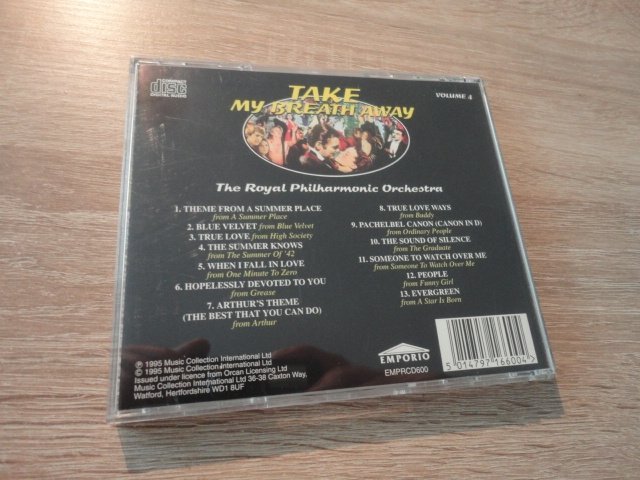 COMPACT
disc
DIGITAL AUDIO
TAKE
MY BREATH AWAY
VOLUME 4
The Royal Philharmonic Orchestra
1. THEME FROM A SUMMER PLACE
from A Summer Place
2. BLUE VELVET from Blue Velvet
3. TRUE LOVE from High Society
4. THE SUMMER KNOWS
from The Summer Of '42
5. WHEN I FALL IN LOVE
from One Minute To Zero
6. HOPELESSLY DEVOTED TO YOU
from Grease
7. ARTHUR'S THEME
(THE BEST THAT YOU CAN DO)
from Arthur
8. TRUE LOVE WAYS
from Buddy
9. PACHELBEL CANON (CANON IN D)
from Ordinary People
10. THE SOUND OF SILENCE
from The Graduate
11. SOMEONE TO WATCH OVER ME
from Someone To Watch Over Me
12. PEOPLE
from Funny Girl
13. EVERGREEN
from A Star Is Born
℗ 1995 Music Collection International Ltd
© 1995 Music Collection International Ltd
Issued under licence from Orcan Licensing Ltd
Music Collection International Ltd 36-38 Caxton Way,
Watford, Hertfordshire WD1 8UF
EMPORIO
EMPRCD600
5 014797 166004 >